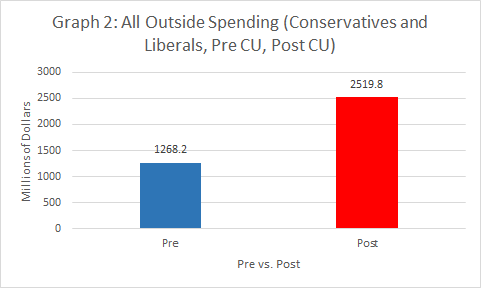 Graph 2: All Outside Spending (Conservatives and
Liberals, Pre CU, Post CU)
Millions of Dollars
3000
2500
2000
1500
1000
500
0
1268.2
2519.8
Pre
Post
Pre vs. Post